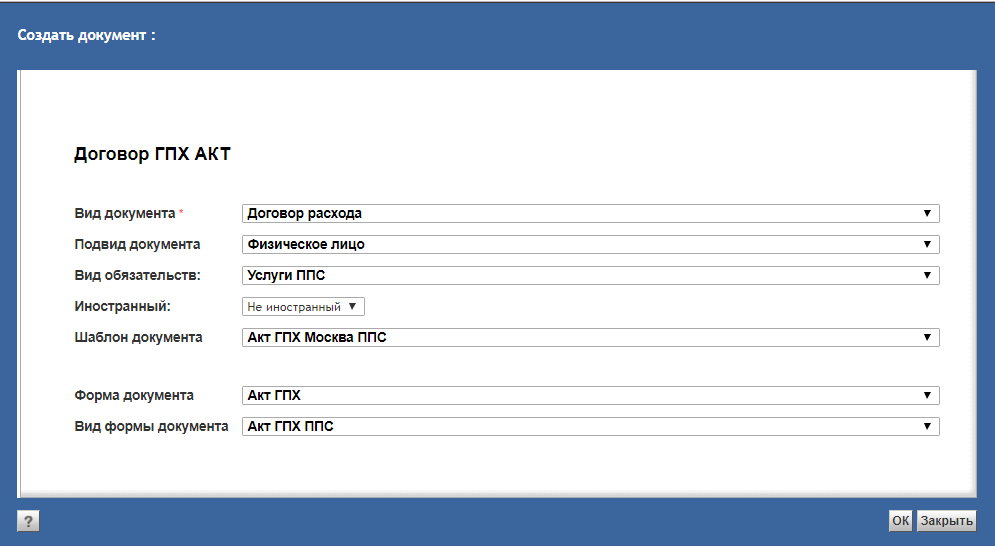 Создать документ :
Договор ГПХ АКТ
Вид документа * Договор расхода ▼
Подвид документа Физическое лицо ▼
Вид обязательств: Услуги ППС ▼
Иностранный: Не иностранный ▼
Шаблон документа Акт ГПХ Москва ППС ▼
Форма документа Акт ГПХ ▼
Вид формы документа Акт ГПХ ППС ▼
? ОК Закрыть